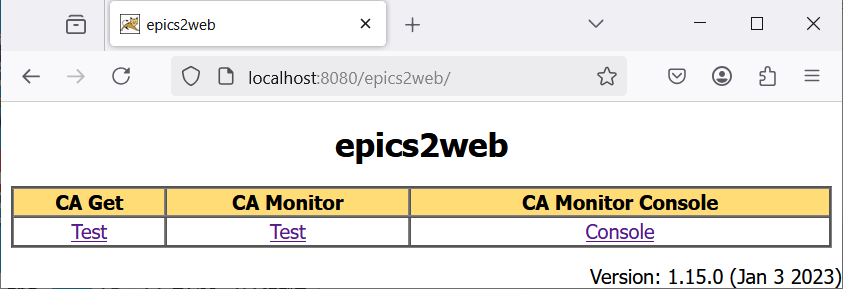 epics2web
localhost:8080/epics2web/
epics2web
CA Get CA Monitor CA Monitor Console
Test Test Console
Version: 1.15.0 (Jan 3 2023)